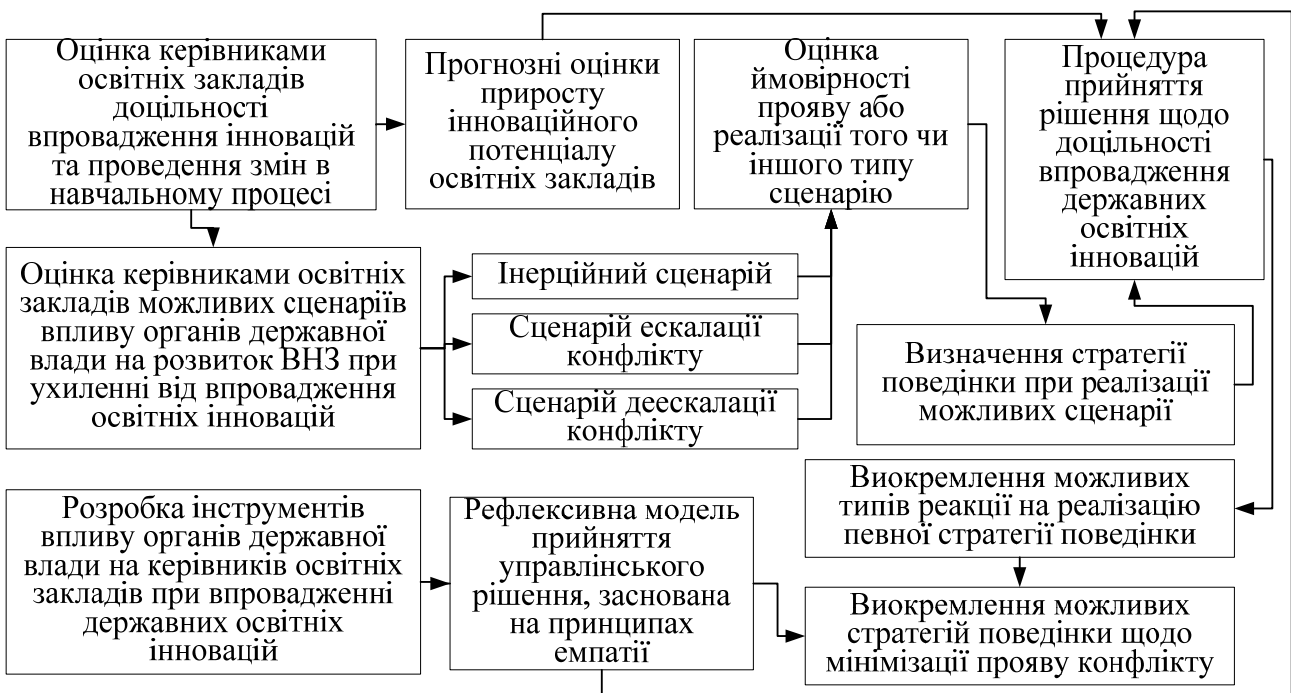 Оцінка керівниками
освітніх закладів
доцільності
впровадження інновацій
та проведення змін в
навчальному процесі
Прогнозні оцінки
приросту
інноваційного
потенціалу
освітніх закладів
Оцінка
ймовірності
прояву або
реалізації того чи
іншого типу
сценарію
Процедура
прийняття
рішення щодо
доцільності
впровадження
державних
освітніх
інновацій
Оцінка керівниками освітніх
закладів можливих сценаріїв
впливу органів державної
влади на розвиток ВНЗ при
ухиленні від впровадження
освітніх інновацій
Інерційний сценарій
Сценарій ескалації
конфлікту
Сценарій деескалації
конфлікту
Визначення стратегії
поведінки при реалізації
можливих сценарії
Розробка інструментів
впливу органів державної
влади на керівників освітніх
закладів при впровадженні
державних освітніх
інновацій
Рефлексивна модель
прийняття
управлінського
рішення, заснована
на принципах
емпатії
Виокремлення можливих
типів реакції на реалізацію
певної стратегії поведінки
Виокремлення можливих
стратегій поведінки щодо
мінімізації прояву конфлікту